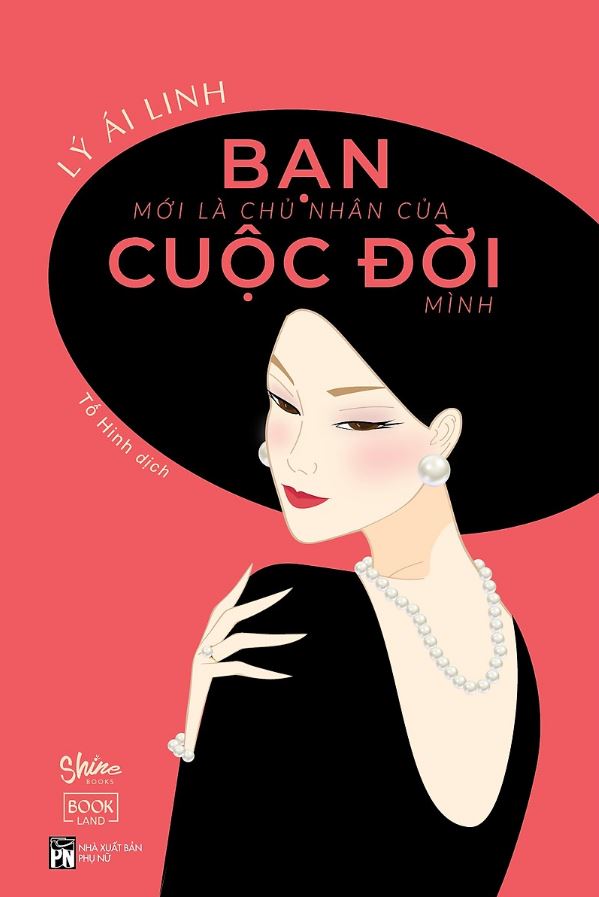 LÝ ÁI LINH
BẠN
MỚI LÀ CHỦ NHÂN CỦA
CUỘC ĐỜI
MÌNH
Tố Hinh dịch
Shine
BOOKS
BOOK
LAND
PN
NHÀ XUẤT BẢN
PHỤ NỮ